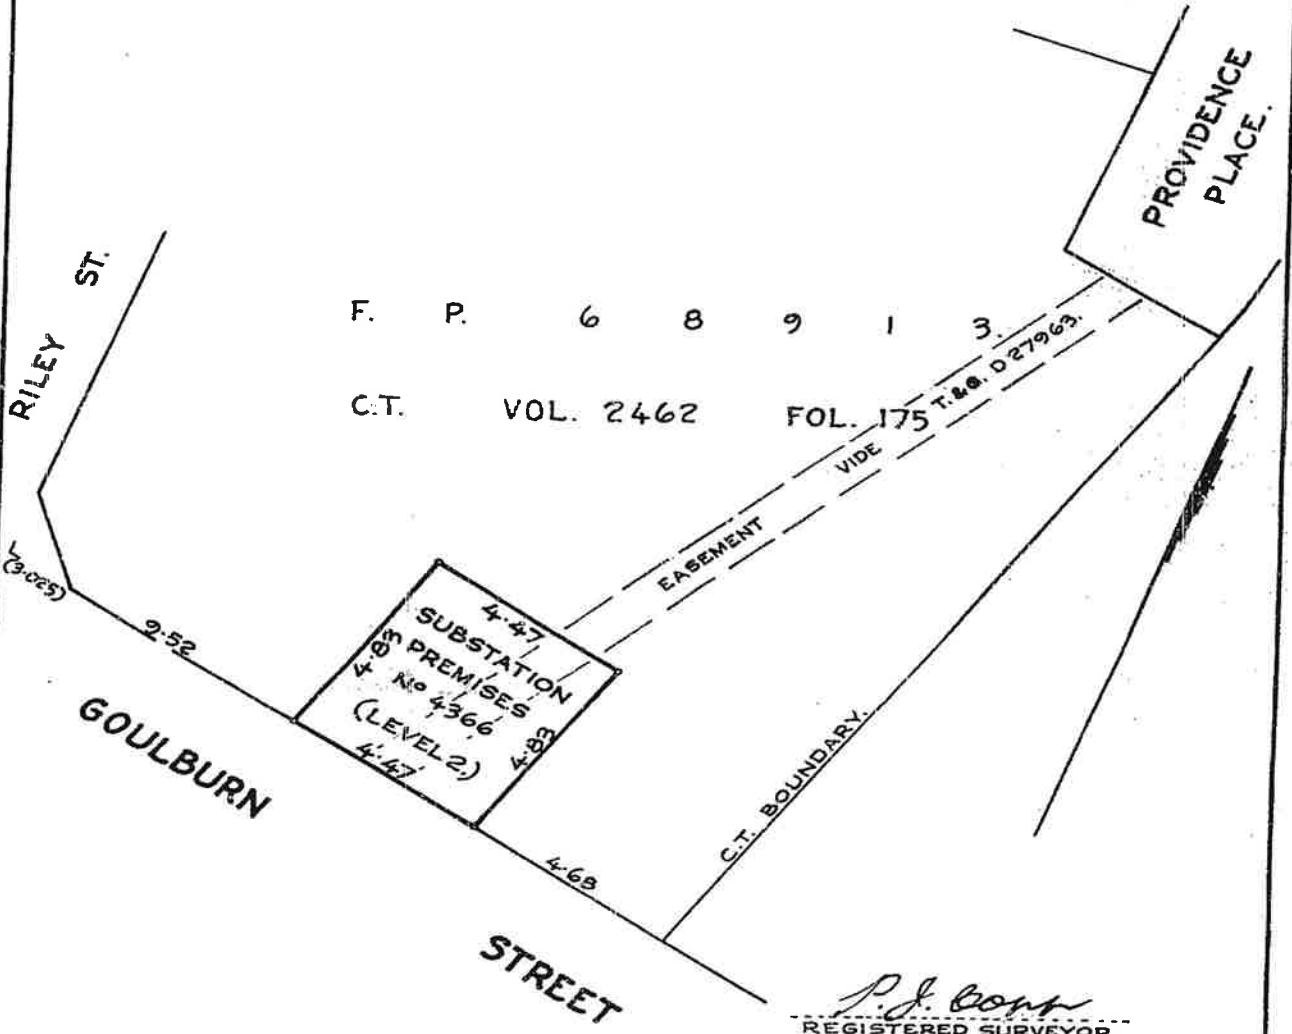 PROVIDENCE
PLACE.
RILEY ST.
F. P. 6 8 9 1 3.
C.T. VOL. 2462 FOL. 175
EASEMENT VIDE T.&G. D27963.
(3.025)
2.52
4.47
4.83
SUBSTATION
PREMISES
No 4366
(LEVEL 2.)
4.83
4.47
GOULBURN
STREET
4.68
C.T. BOUNDARY.
REGISTERED SURVEYOR